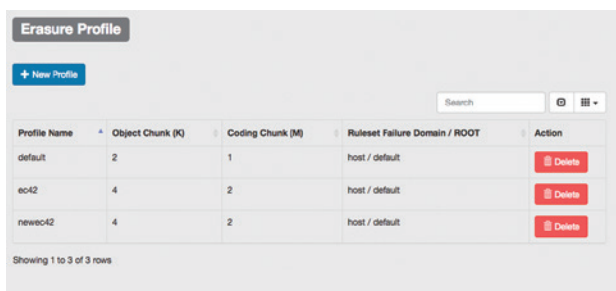 Erasure Profile
+ New Profile
Search
Profile Name Object Chunk (K) Coding Chunk (M) Ruleset Failure Domain / ROOT Action
default 2 1 host / default Delete
ec42 4 2 host / default Delete
newec42 4 2 host / default Delete
Showing 1 to 3 of 3 rows